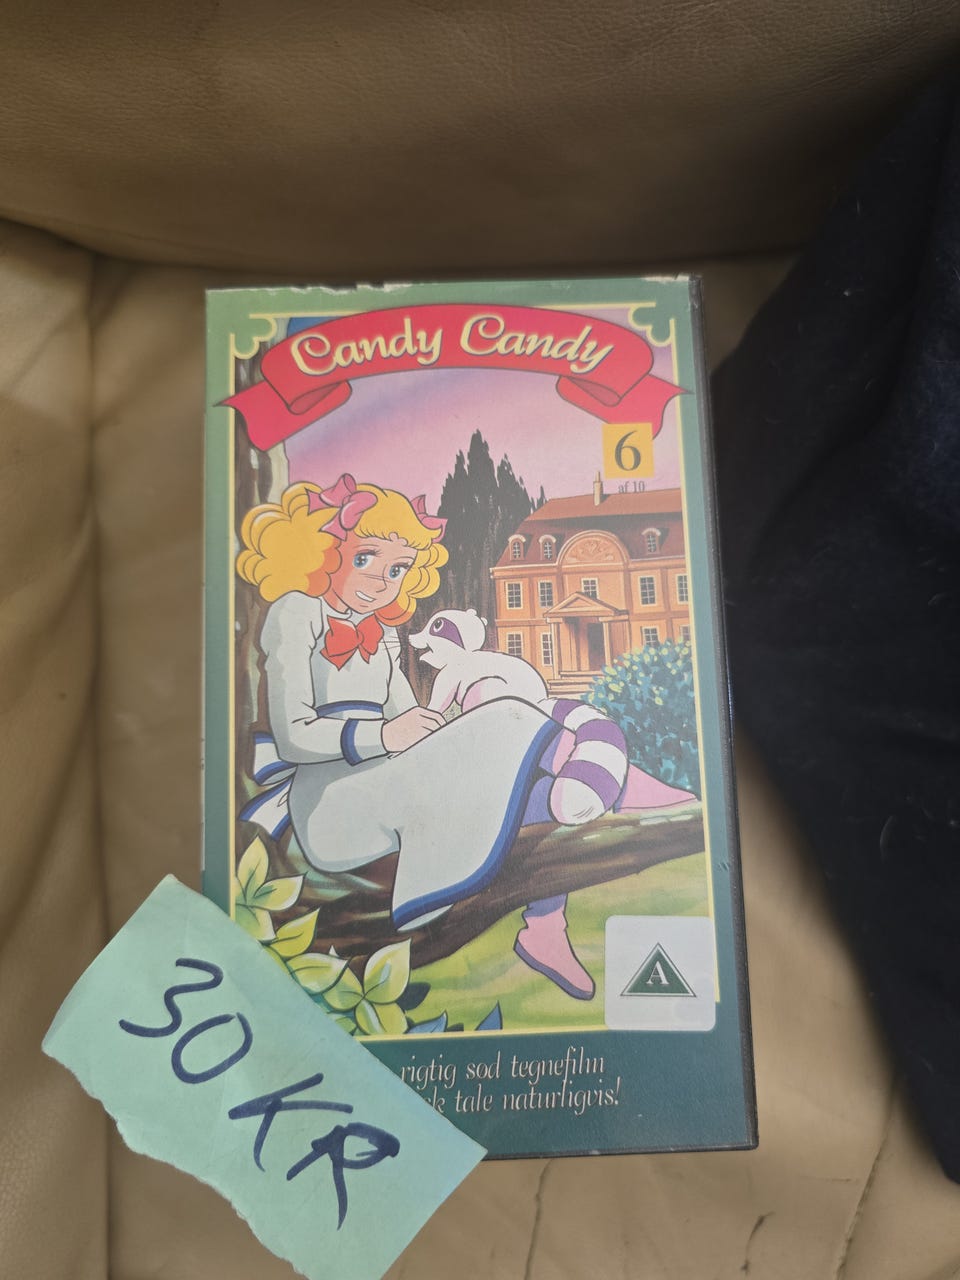 Candy Candy
6
af 10
A
rigtig sød tegnefilm
tale naturligvis!
30 KR